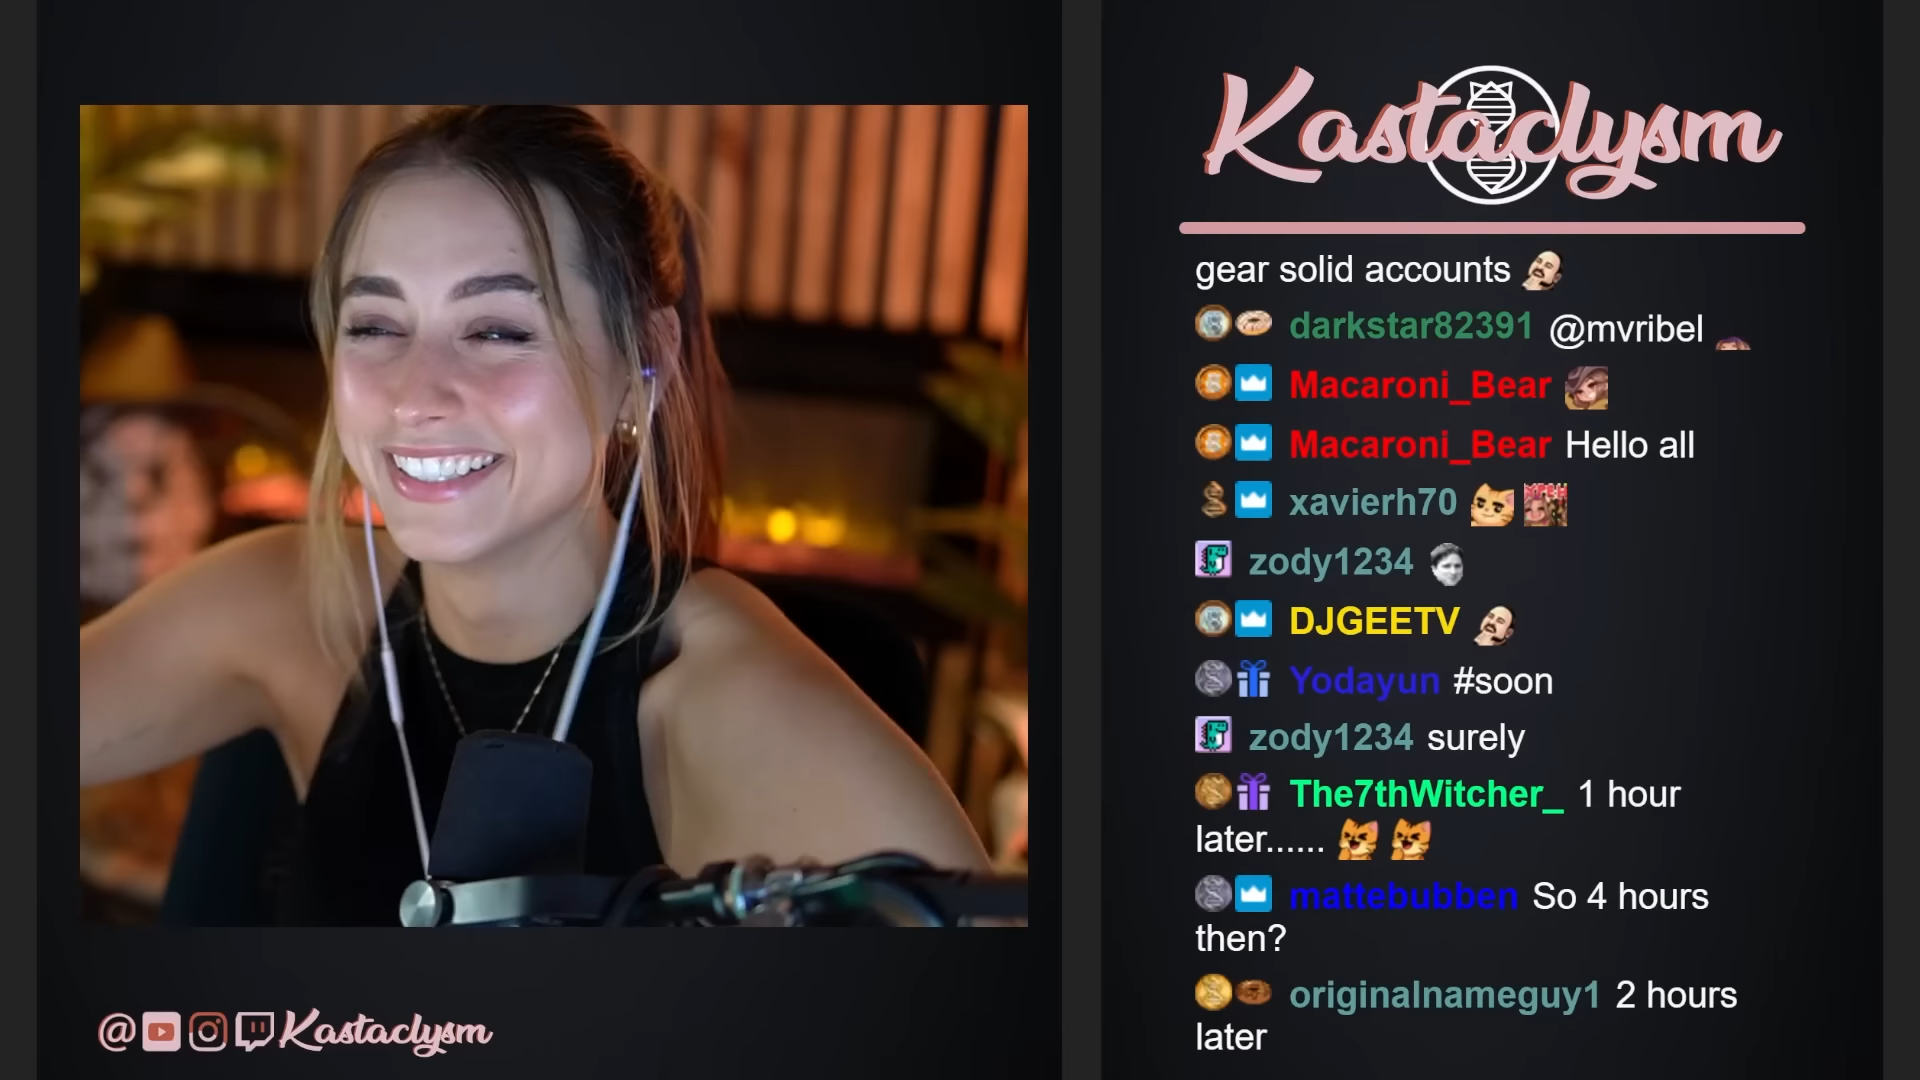 Kastaclysm
gear solid accounts
darkstar82391 @mvribel
Macaroni_Bear
Macaroni_Bear Hello all
xavierh70
zody1234
DJGEETV
Yodayun #soon
zody1234 surely
The7thWitcher_ 1 hour
later......
mattebubben So 4 hours
then?
originalnameguy1 2 hours
later
@ Kastaclysm